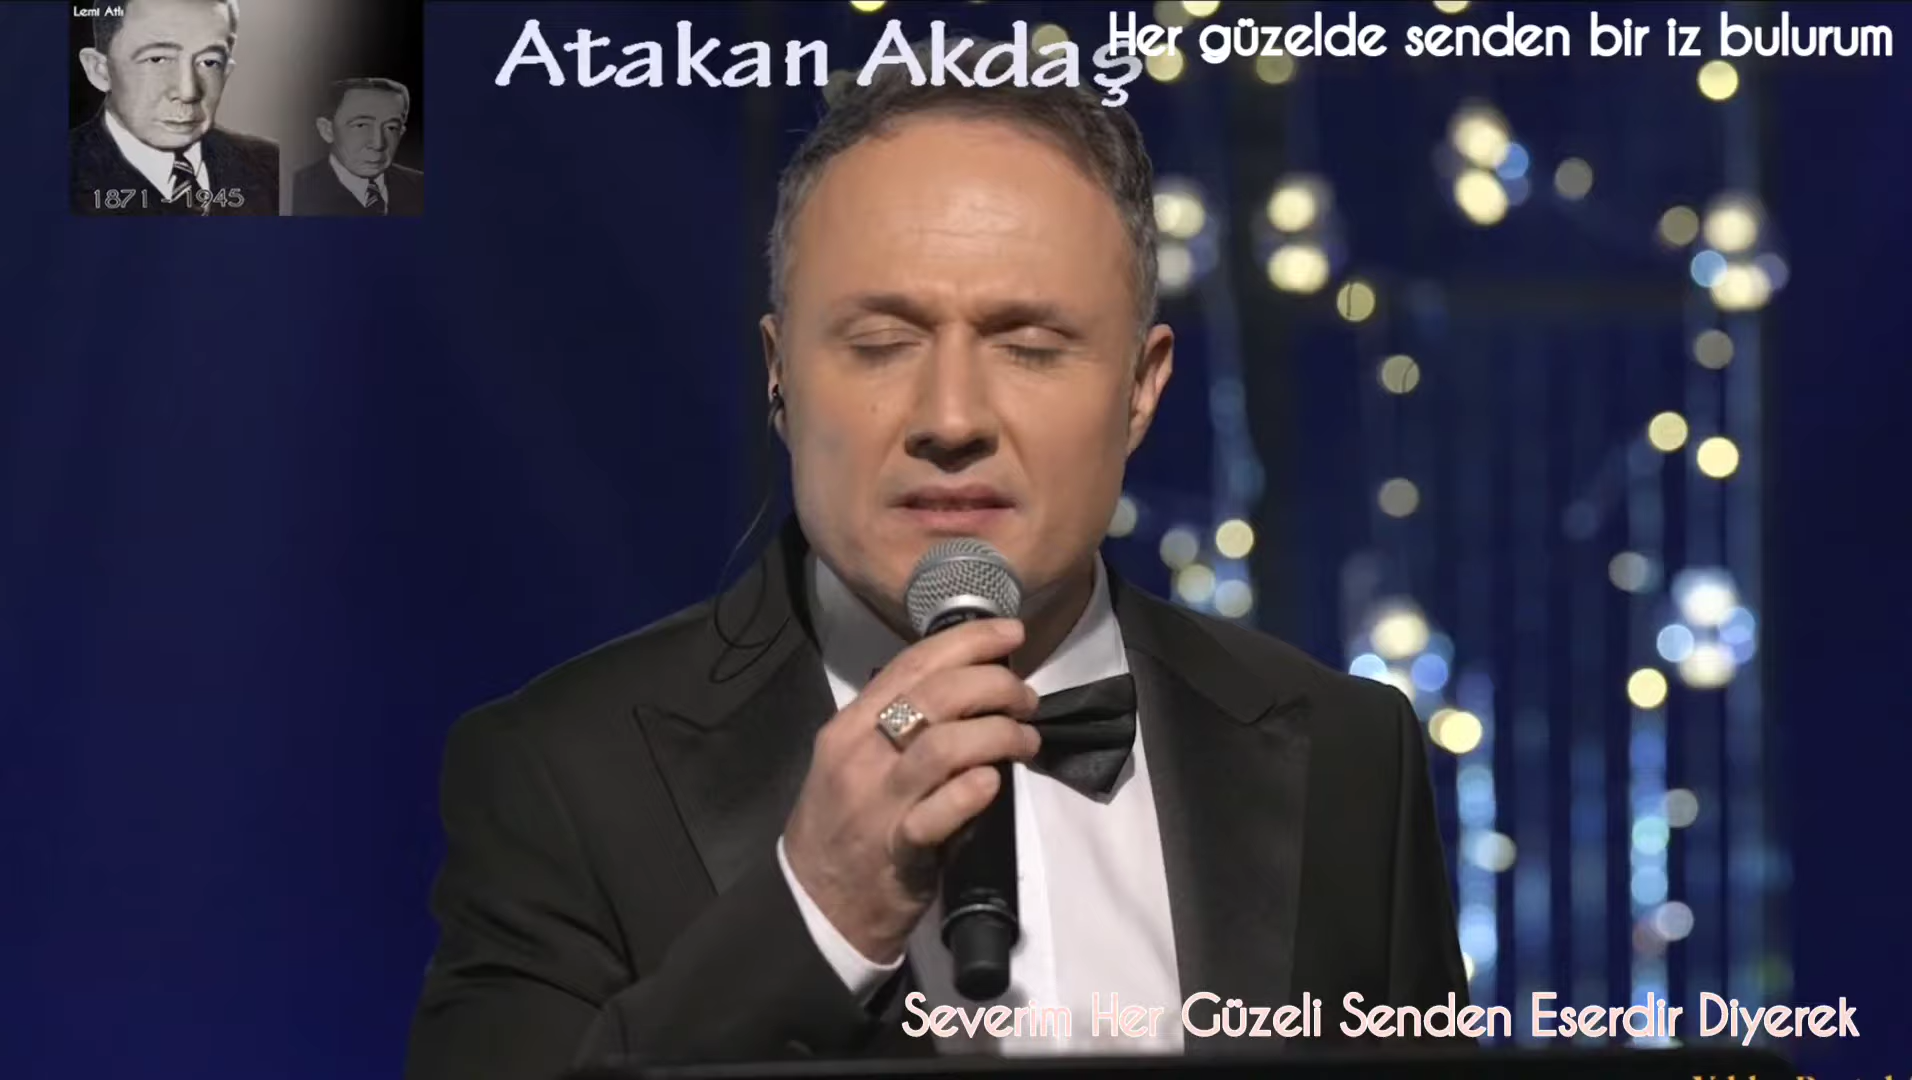 Lemi Atlı
1871 - 1945
Atakan Akdaş
Her güzelde senden bir iz bulurum
Severim Her Güzeli Senden Eserdir Diyerek